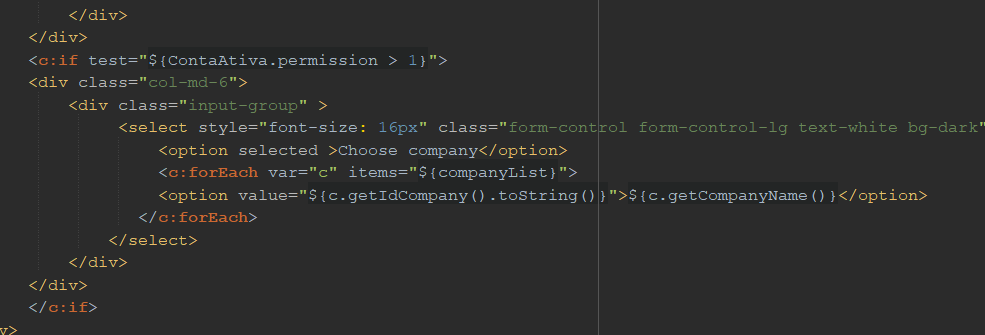 </div>
</div>
<c:if test="${ContaAtiva.permission > 1}">
<div class="col-md-6">
<div class="input-group" >
<select style="font-size: 16px" class="form-control form-control-lg text-white bg-dark"
<option selected >Choose company</option>
<c:forEach var="c" items="${companyList}">
<option value="${c.getIdCompany().toString()}">${c.getCompanyName()}</option>
</c:forEach>
</select>
</div>
</div>
</c:if>
v>